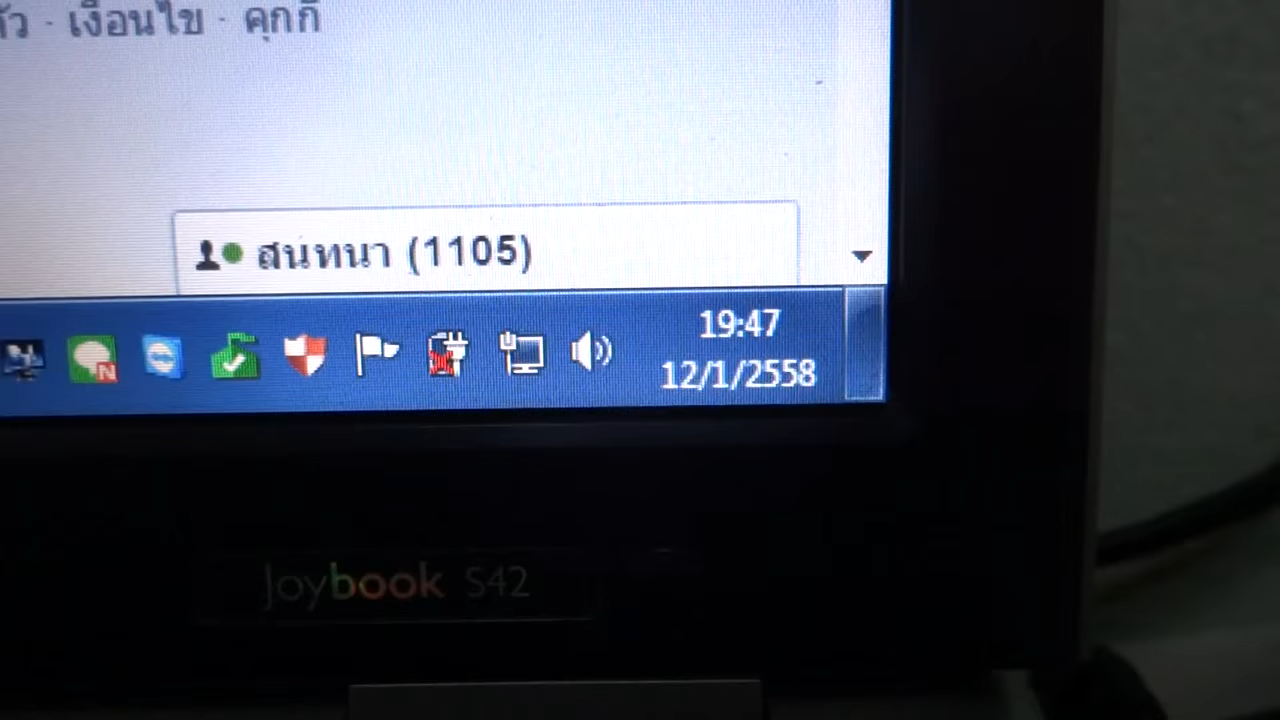 · เงื่อนไข · คุกกี้
สนทนา (1105)
N
19:47
12/1/2558
Joybook S42